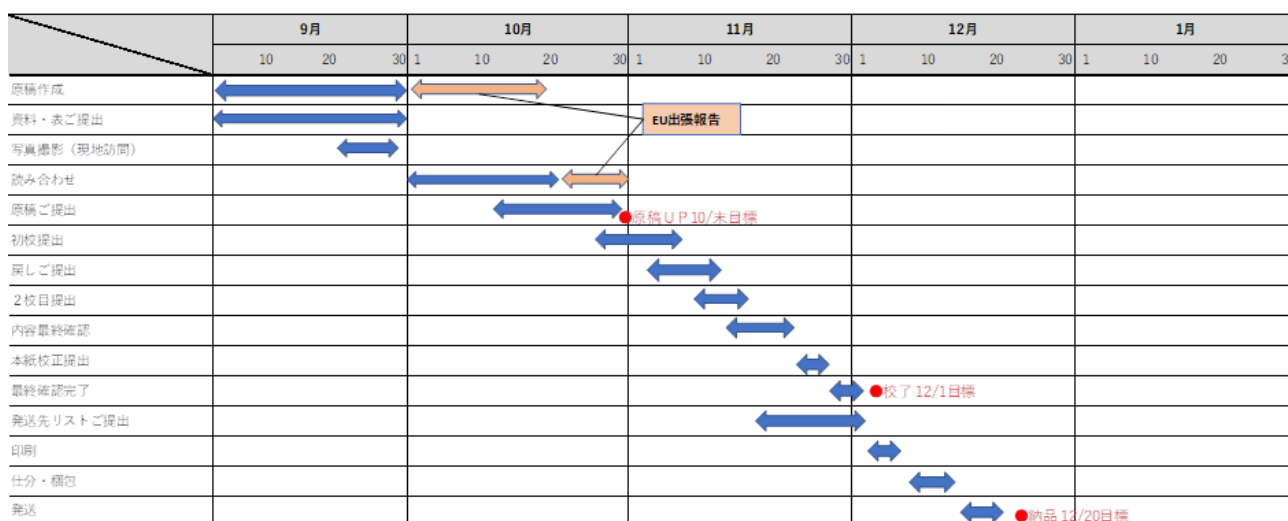 9月 10月 11月 12月 1月
10 20 30 1 10 20 30 1 10 20 30 1 10 20 30 1 10 20 3
原稿作成
資料・表ご提出 EU出張報告
写真撮影（現地訪問）
読み合わせ
原稿ご提出 ●原稿ＵＰ10/末目標
初校提出
戻しご提出
２校目提出
内容最終確認
本紙校正提出
最終確認完了 ●校了 12/1目標
発送先リストご提出
印刷
仕分・梱包
発送 ●納品 12/20目標